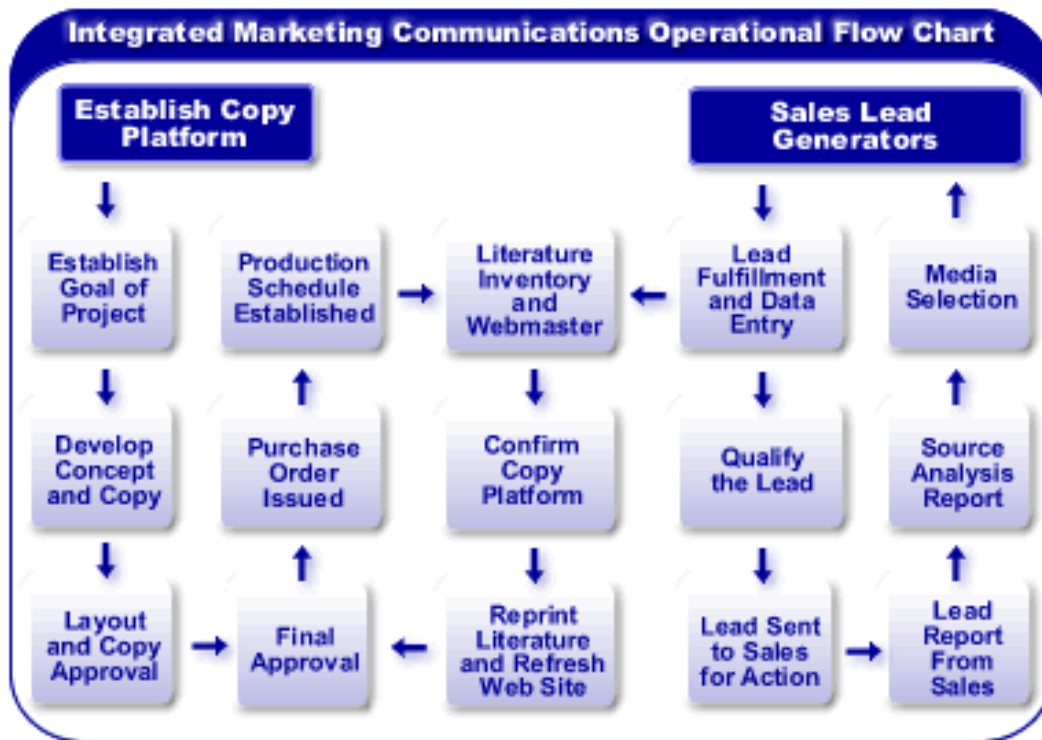 Integrated Marketing Communications Operational Flow Chart
Establish Copy
Platform
Sales Lead
Generators
Establish
Goal of
Project
Production
Schedule
Established
Literature
Inventory
and
Webmaster
Lead
Fulfillment
and Data
Entry
Media
Selection
Develop
Concept
and Copy
Purchase
Order
Issued
Confirm
Copy
Platform
Qualify
the Lead
Source
Analysis
Report
Layout
and Copy
Approval
Final
Approval
Reprint
Literature
and Refresh
Web Site
Lead Sent
to Sales
for Action
Lead
Report
From
Sales